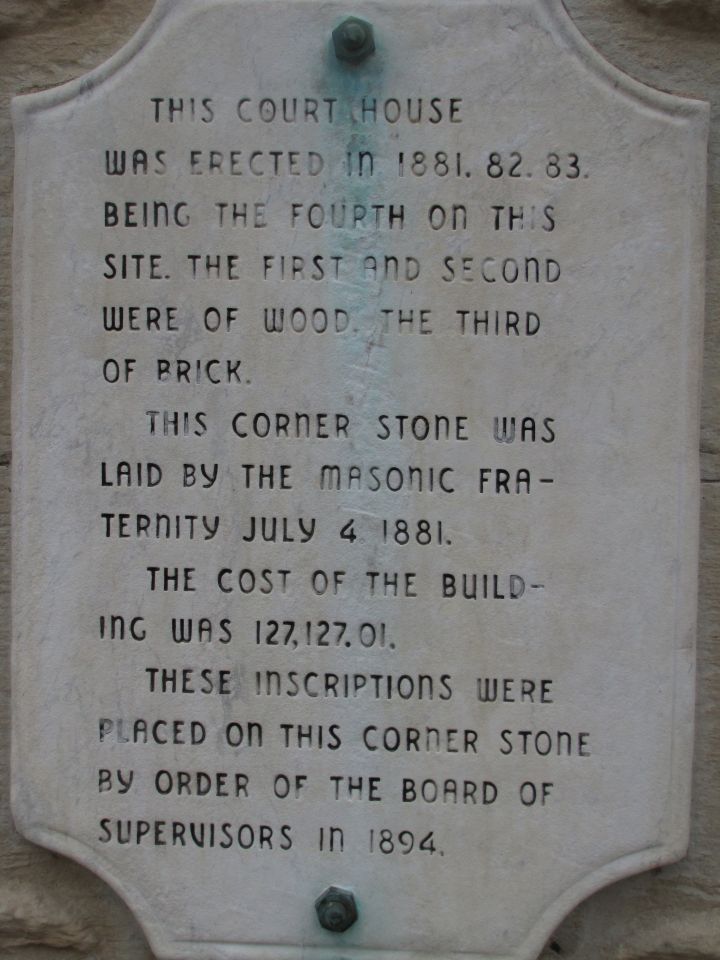 THIS COURT HOUSE
WAS ERECTED IN 1881. 82. 83.
BEING THE FOURTH ON THIS
SITE. THE FIRST AND SECOND
WERE OF WOOD. THE THIRD
OF BRICK.
THIS CORNER STONE WAS
LAID BY THE MASONIC FRA-
TERNITY JULY 4 1881.
THE COST OF THE BUILD-
ING WAS 127,127.01.
THESE INSCRIPTIONS WERE
PLACED ON THIS CORNER STONE
BY ORDER OF THE BOARD OF
SUPERVISORS IN 1894.